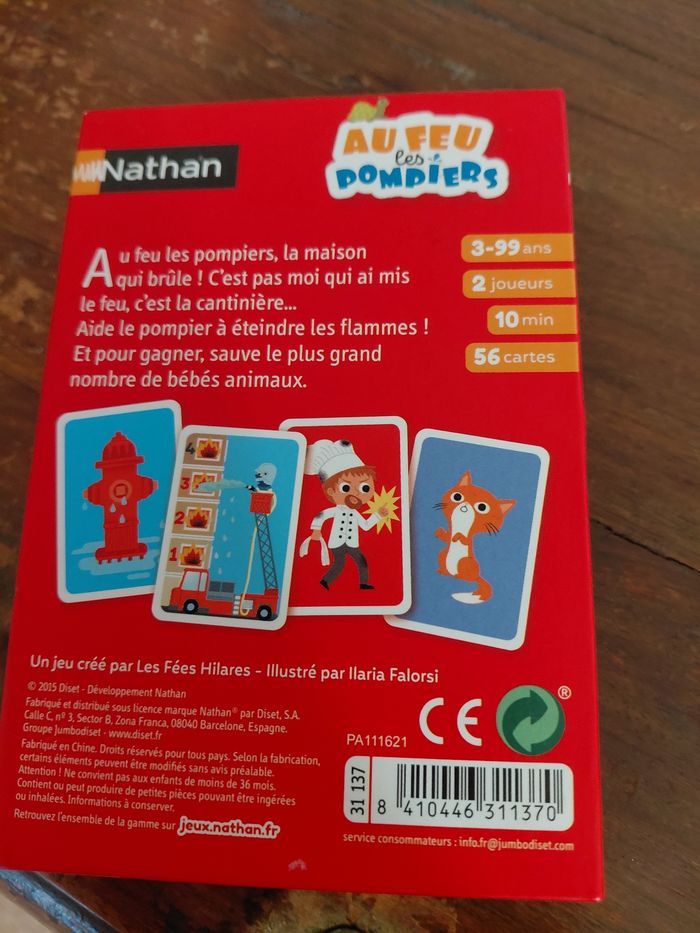 Nathan
AU FEU
les
POMPIERS
Au feu les pompiers, la maison
qui brûle ! C'est pas moi qui ai mis
le feu, c'est la cantinière...
Aide le pompier à éteindre les flammes !
Et pour gagner, sauve le plus grand
nombre de bébés animaux.
3-99 ans
2 joueurs
10 min
56 cartes
4
3
2
1
Un jeu créé par Les Fées Hilares - Illustré par Ilaria Falorsi
© 2015 Diset - Développement Nathan
Fabriqué et distribué sous licence marque Nathan® par Diset, S.A.
Calle C, nº 3, Sector B, Zona Franca, 08040 Barcelone, Espagne.
Groupe Jumbodiset - www.diset.fr
Fabriqué en Chine. Droits réservés pour tous pays. Selon la fabrication,
certains éléments peuvent être modifiés sans avis préalable.
Attention ! Ne convient pas aux enfants de moins de 36 mois.
Contient ou peut produire de petites pièces pouvant être ingérées
ou inhalées. Informations à conserver.
Retrouvez l'ensemble de la gamme sur jeux.nathan.fr
CE
®
PA111621
31 137
8 410446 311370
service consommateurs : info.fr@jumbodiset.com